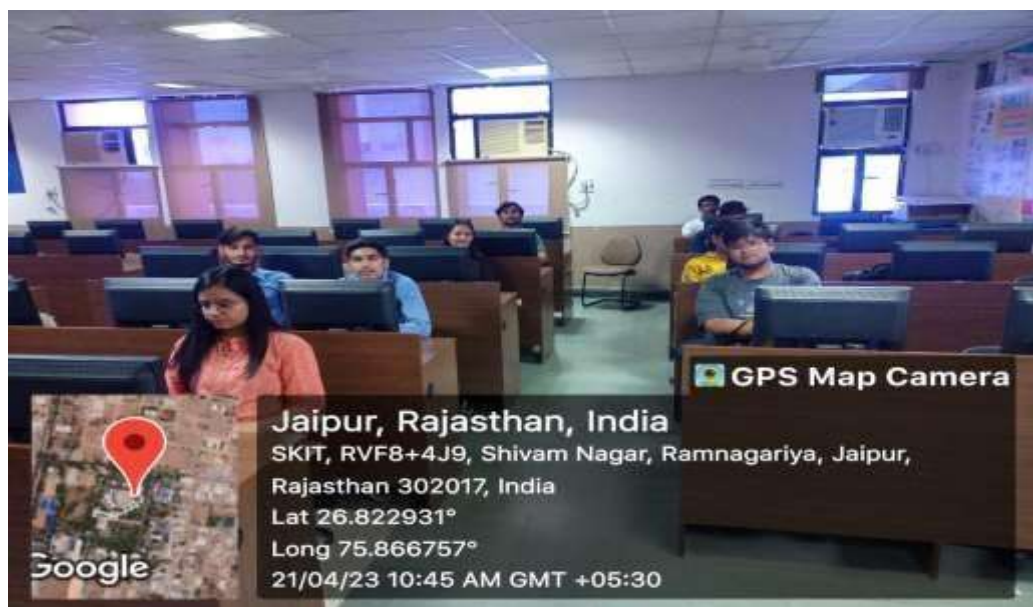 GPS Map Camera
Jaipur, Rajasthan, India
SKIT, RVF8+4J9, Shivam Nagar, Ramnagariya, Jaipur,
Rajasthan 302017, India
Lat 26.822931°
Long 75.866757°
21/04/23 10:45 AM GMT +05:30
Google